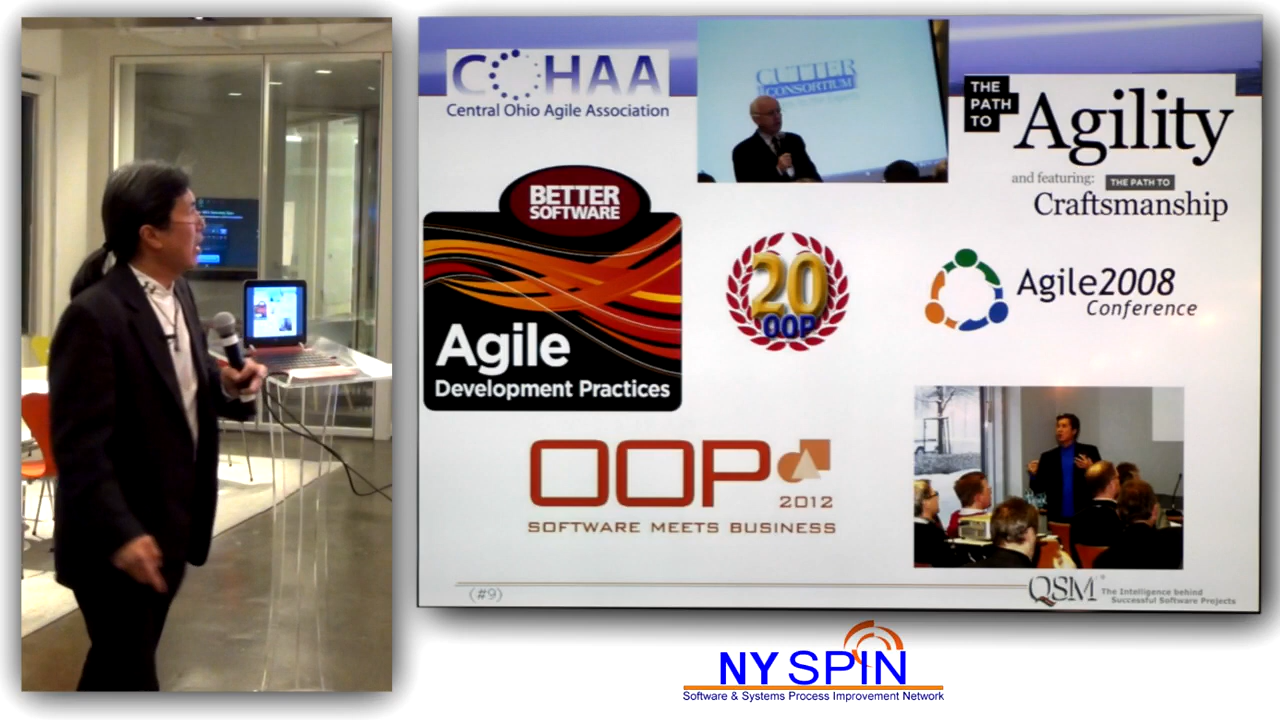 COHAA
Central Ohio Agile Association
CUTTER
CONSORTIUM
THE
PATH
TO
Agility
and featuring: THE PATH TO
Craftsmanship
BETTER
SOFTWARE
Agile
Development Practices
20
OOP
Agile2008
Conference
OOP
2012
SOFTWARE MEETS BUSINESS
(#9)
QSM® The Intelligence behind
Successful Software Projects
NY SPIN
Software & Systems Process Improvement Network